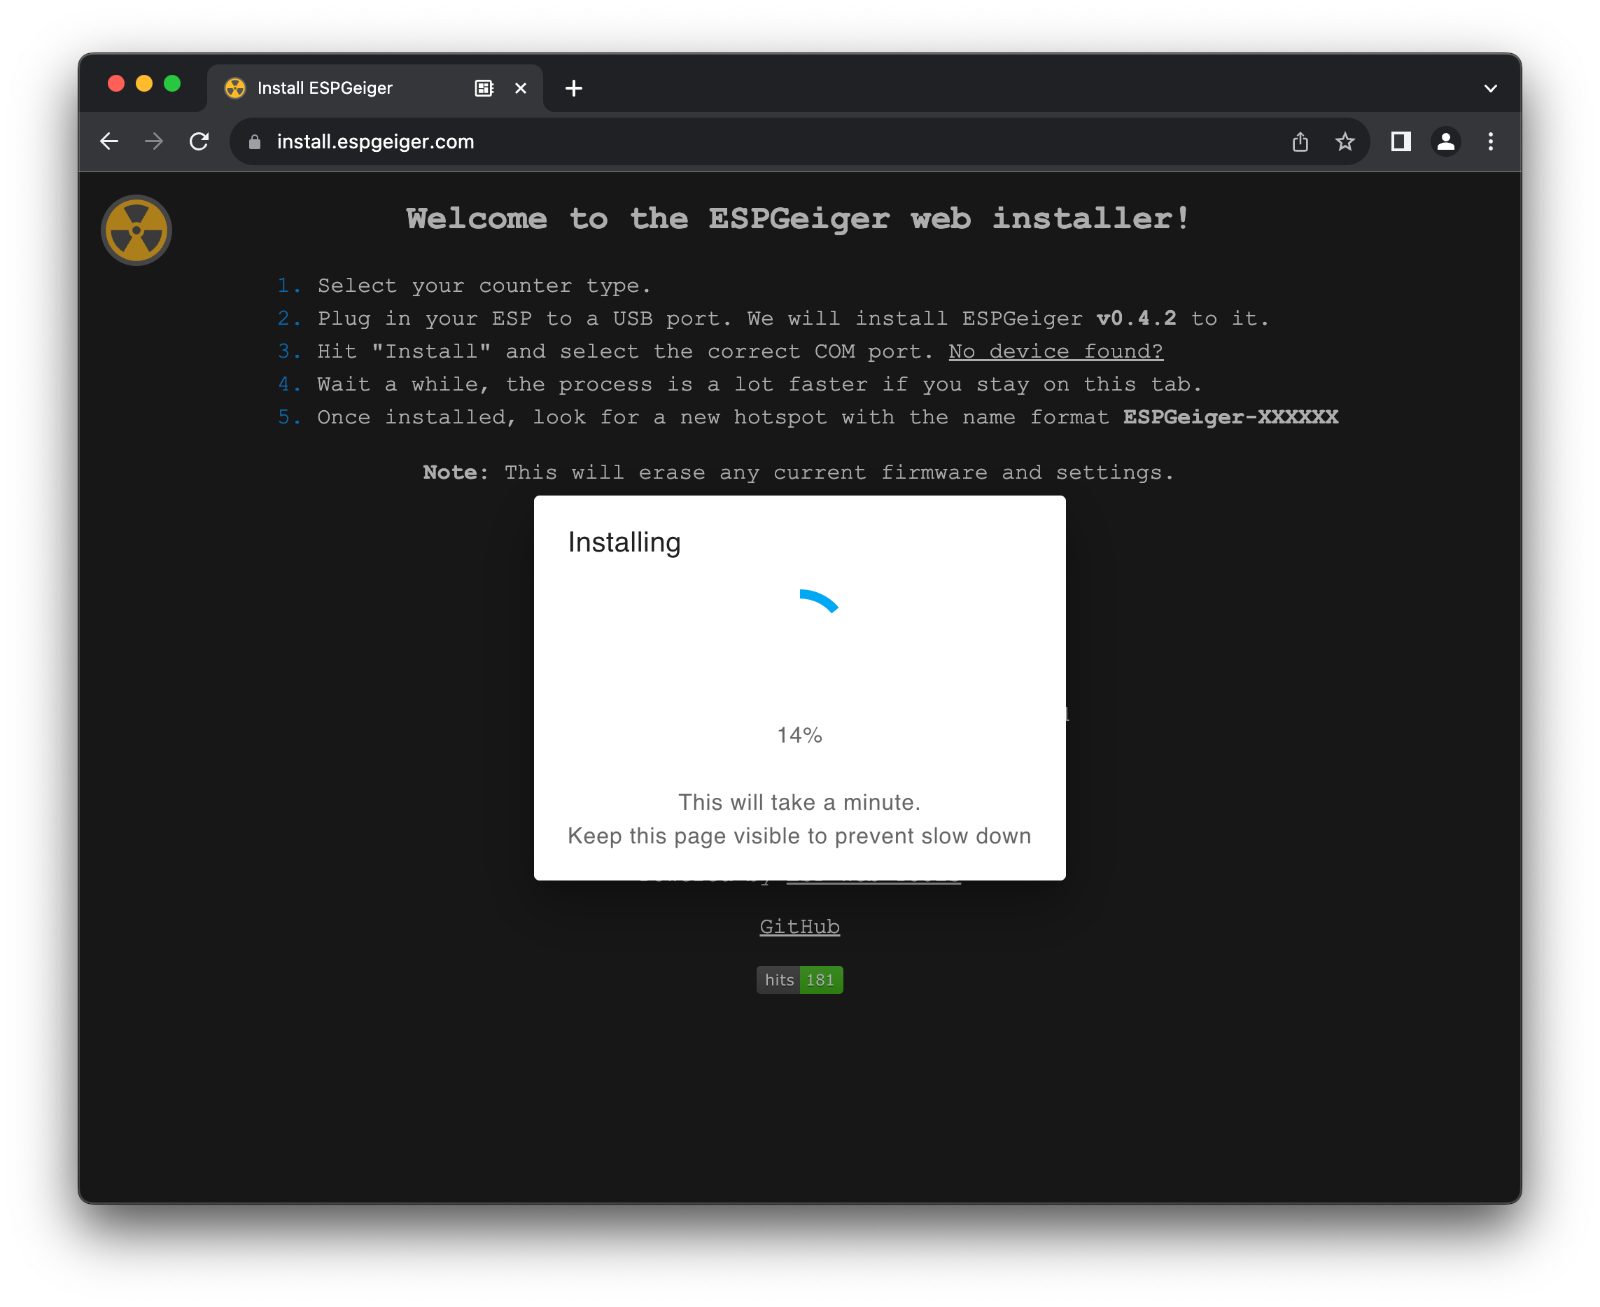 Install ESPGeiger
install.espgeiger.com
Welcome to the ESPGeiger web installer!
1. Select your counter type.
2. Plug in your ESP to a USB port. We will install ESPGeiger v0.4.2 to it.
3. Hit "Install" and select the correct COM port. No device found?
4. Wait a while, the process is a lot faster if you stay on this tab.
5. Once installed, look for a new hotspot with the name format ESPGeiger-XXXXXX
Note: This will erase any current firmware and settings.
Installing
14%
This will take a minute.
Keep this page visible to prevent slow down
GitHub
hits 181